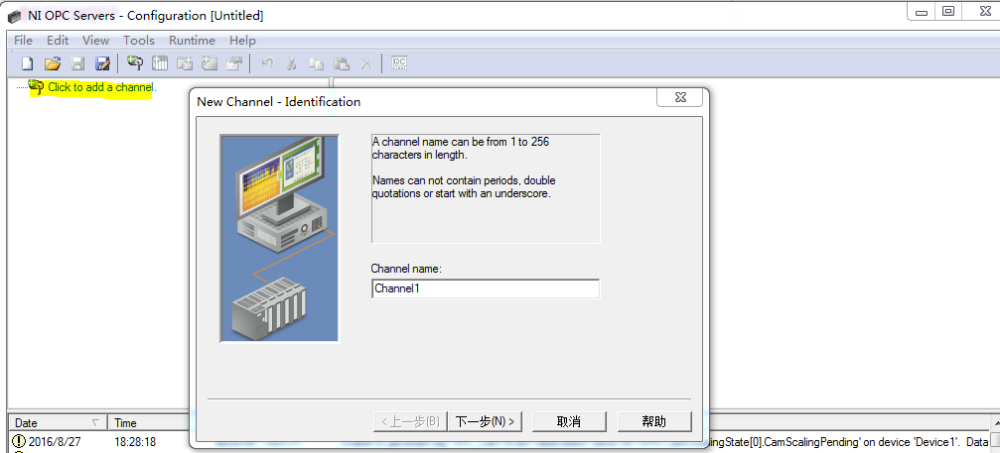 NI OPC Servers - Configuration [Untitled]
File Edit View Tools Runtime Help
Click to add a channel.
New Channel - Identification
A channel name can be from 1 to 256
characters in length.
Names can not contain periods, double
quotations or start with an underscore.
Channel name:
Channel1
< 上一步(B) 下一步(N) > 取消 帮助
Date Time
2016/8/27 18:28:18 ngState[0].CamScalingPending' on device 'Device1'. Data